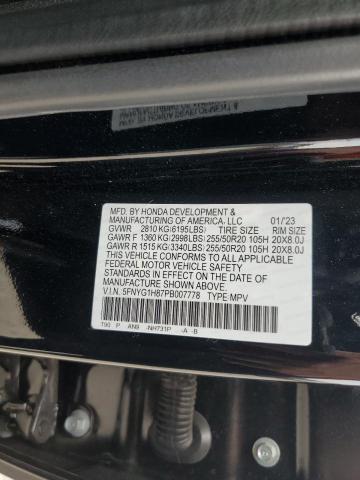 MFD. BY HONDA DEVELOPMENT &
MANUFACTURING OF AMERICA, LLC 01/'23
GVWR 2810 KG(6195LBS) TIRE SIZE RIM SIZE
GAWR F 1360 KG(2998LBS) 255/50R20 105H 20X8.0J
GAWR R 1515 KG(3340LBS) 255/50R20 105H 20X8.0J
THIS VEHICLE CONFORMS TO ALL APPLICABLE
FEDERAL MOTOR VEHICLE SAFETY STANDARDS
IN EFFECT ON THE DATE OF
MANUFACTURE SHOWN ABOVE.
V.I.N. 5FNYG1H87PB007778 TYPE:MPV
T90 P AN9 NH731P -A -B